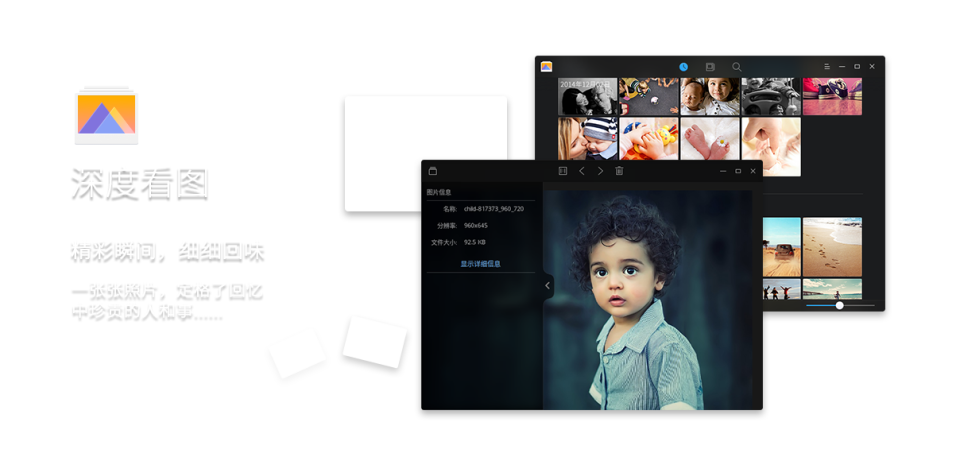 深度看图
精彩瞬间，细细回味
一张张照片，定格了回忆
中珍贵的人和事......
2014年12月02日
图片信息
名称: child-817373_960_720
分辨率: 960x645
文件大小: 92.5 KB
显示详细信息